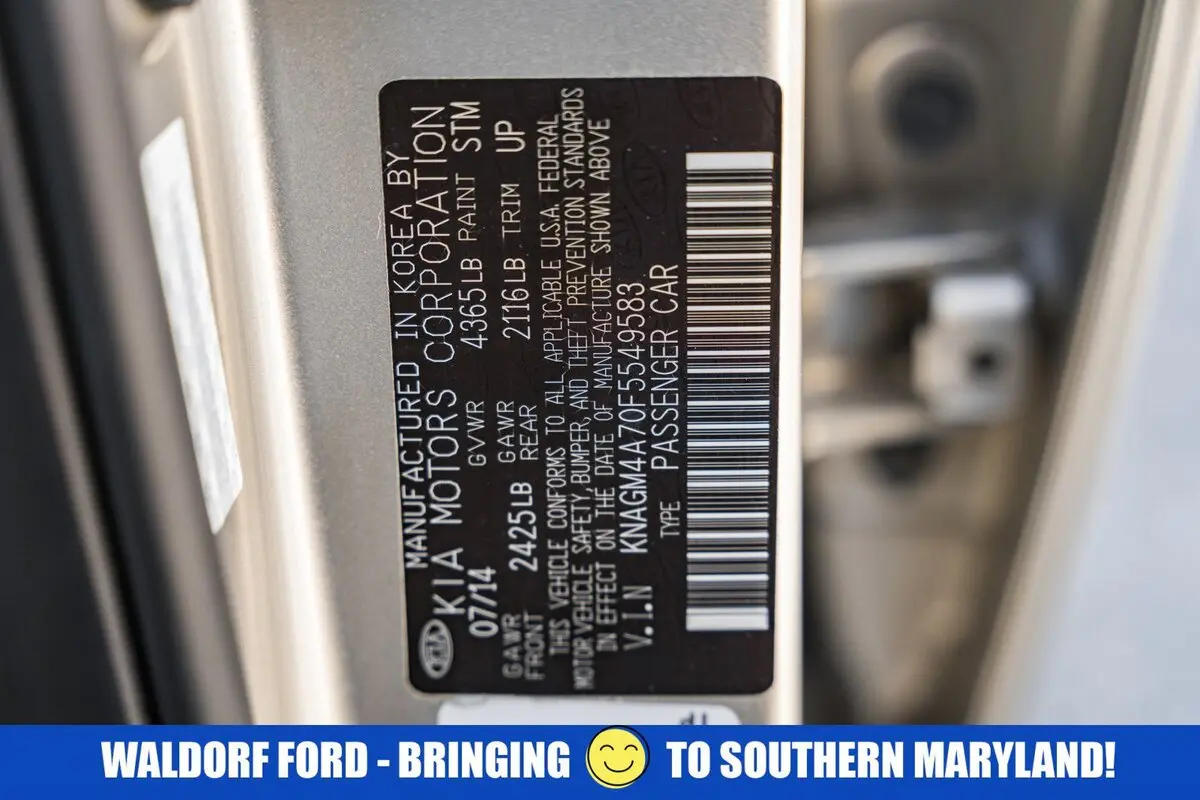 MANUFACTURED IN KOREA BY
KIA KIA MOTORS CORPORATION
07/14 GVWR 4365LB PAINT STM
GAWR FRONT 2425LB GAWR REAR 2116LB TRIM UP
THIS VEHICLE CONFORMS TO ALL APPLICABLE U.S.A. FEDERAL
MOTOR VEHICLE SAFETY, BUMPER, AND THEFT PREVENTION STANDARDS
IN EFFECT ON THE DATE OF MANUFACTURE SHOWN ABOVE
V.I.N KNAGM4A70F5549583
TYPE PASSENGER CAR
WALDORF FORD - BRINGING TO SOUTHERN MARYLAND!